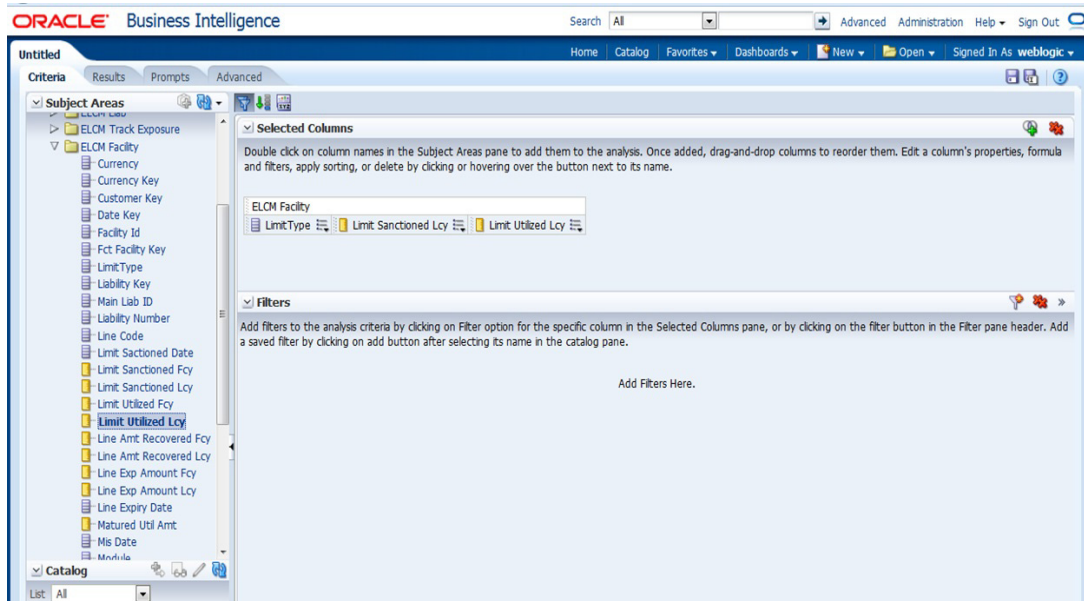 ORACLE Business Intelligence
Search All Advanced Administration Help Sign Out
Untitled
Home Catalog Favorites Dashboards New Open Signed In As weblogic
Criteria Results Prompts Advanced
Subject Areas
ELCM Track Exposure
ELCM Facility
Currency
Currency Key
Customer Key
Date Key
Facility Id
Fct Facility Key
LimitType
Liability Key
Main Liab ID
Liability Number
Line Code
Limit Sactioned Date
Limit Sanctioned Fcy
Limit Sanctioned Lcy
Limit Utilized Fcy
Limit Utilized Lcy
Line Amt Recovered Fcy
Line Amt Recovered Lcy
Line Exp Amount Fcy
Line Exp Amount Lcy
Line Expiry Date
Matured Util Amt
Mis Date
Module
Catalog
List All
Selected Columns
Double click on column names in the Subject Areas pane to add them to the analysis. Once added, drag-and-drop columns to reorder them. Edit a column's properties, formula
and filters, apply sorting, or delete by clicking or hovering over the button next to its name.
ELCM Facility
LimitType Limit Sanctioned Lcy Limit Utilized Lcy
Filters
Add filters to the analysis criteria by clicking on Filter option for the specific column in the Selected Columns pane, or by clicking on the filter button in the Filter pane header. Add
a saved filter by clicking on add button after selecting its name in the catalog pane.
Add Filters Here.